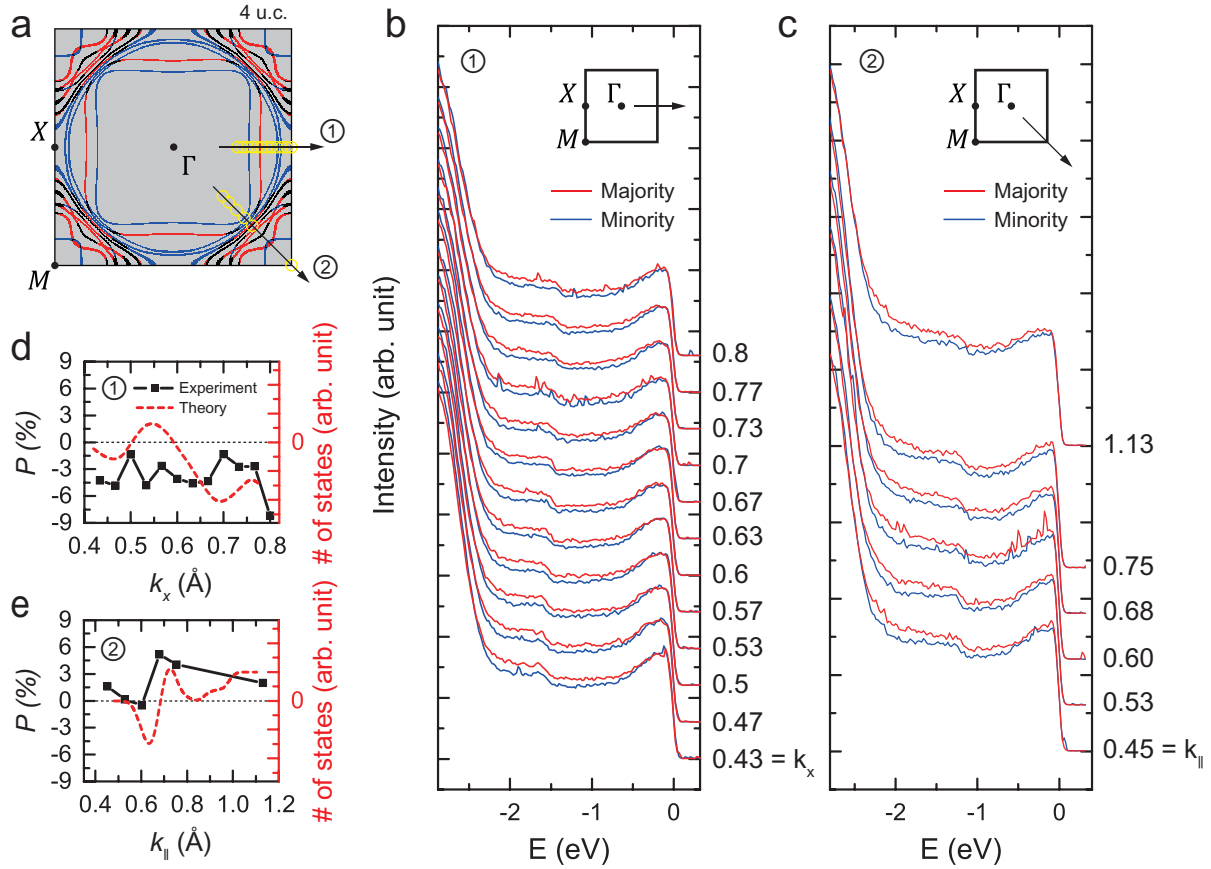 a
4 u.c.
X
Γ
M
①
②
b
①
X
Γ
M
Majority
Minority
Intensity (arb. unit)
0.8
0.77
0.73
0.7
0.67
0.63
0.6
0.57
0.53
0.5
0.47
0.43 = kx
-2
-1
0
E (eV)
c
②
X
Γ
M
Majority
Minority
1.13
0.75
0.68
0.60
0.53
0.45 = k||
-2
-1
0
E (eV)
d
①
Experiment
Theory
9
6
3
0
-3
-6
-9
P (%)
0
# of states (arb. unit)
0.4 0.5 0.6 0.7 0.8
kx (Å)
e
②
9
6
3
0
-3
-6
-9
P (%)
0
# of states (arb. unit)
0.4 0.6 0.8 1.0 1.2
k|| (Å)